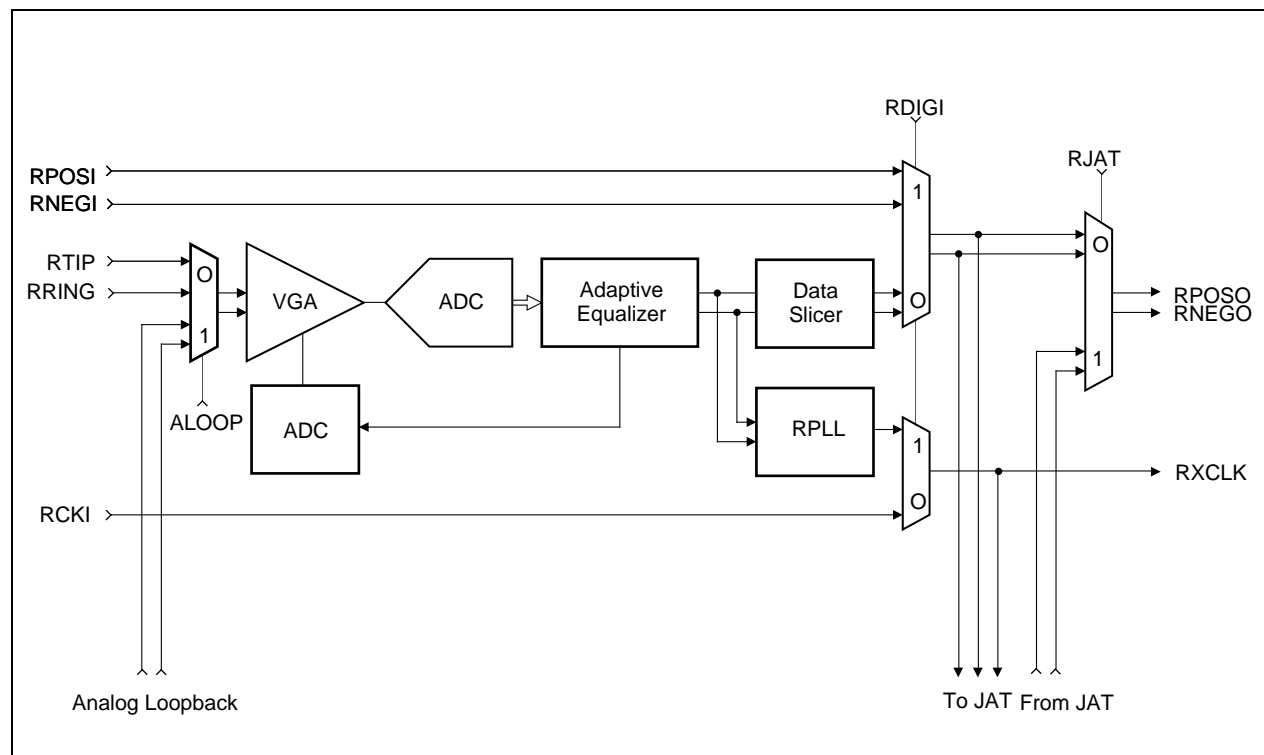 RDIGI
RJAT
RPOSI
RNEGI
1
O
RTIP
RRING
O
1
VGA
ADC
Adaptive
Equalizer
Data
Slicer
O
1
RPOSO
RNEGO
ALOOP
ADC
RPLL
1
O
RXCLK
RCKI
Analog Loopback
To JAT
From JAT